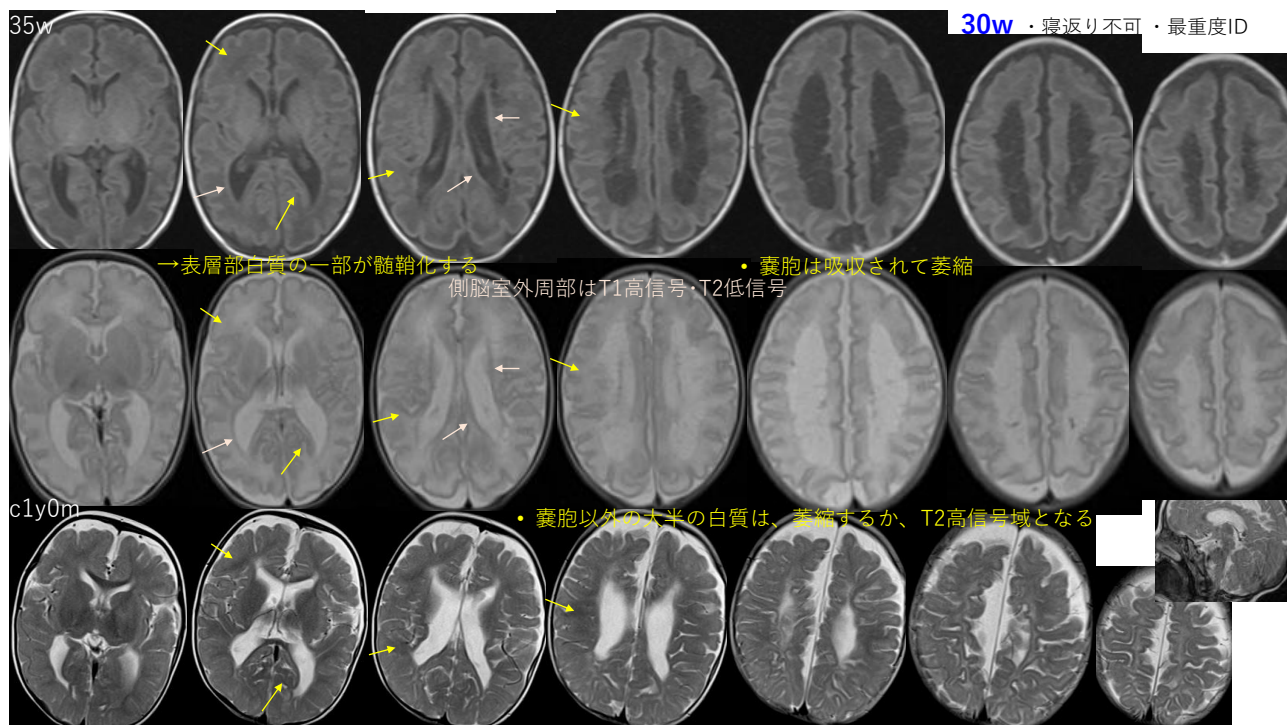 35w
30w ・寝返り不可 ・最重度ID
→表層部白質の一部が髄鞘化する
• 嚢胞は吸収されて萎縮
側脳室外周部はT1高信号･T2低信号
c1y0m
• 嚢胞以外の大半の白質は、萎縮するか、T2高信号域となる